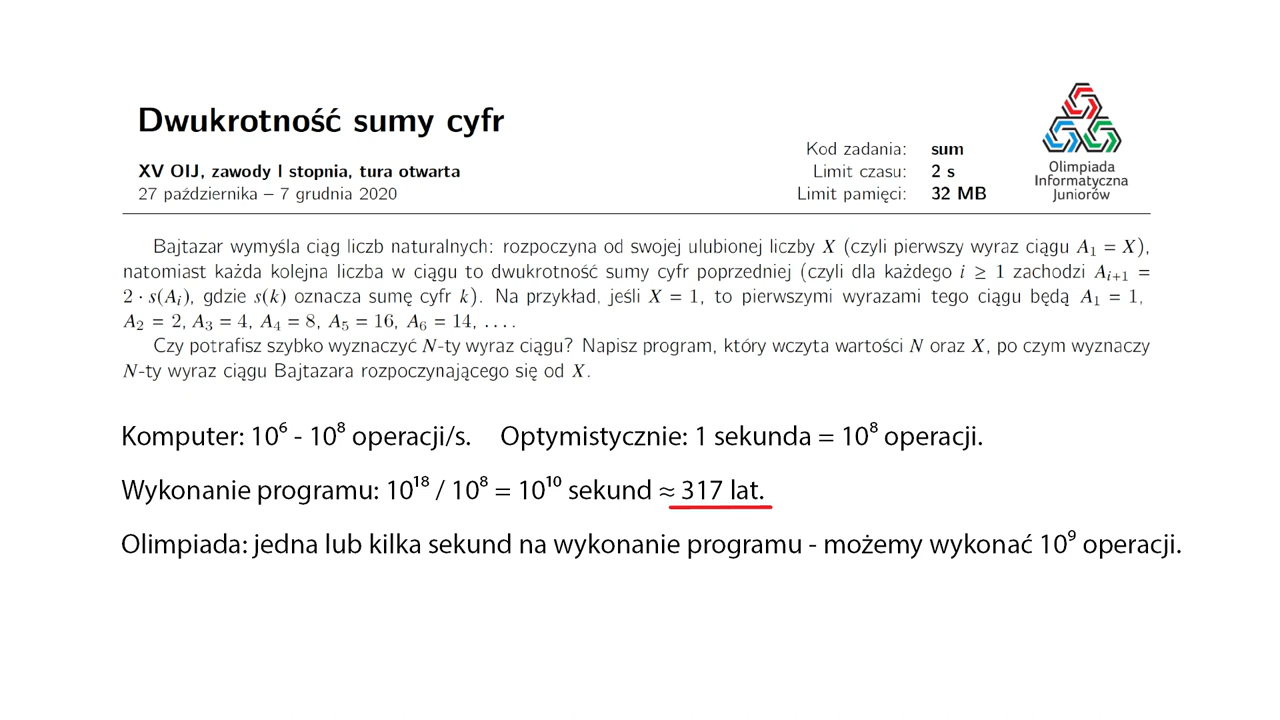 Dwukrotność sumy cyfr
XV OIJ, zawody I stopnia, tura otwarta
27 października – 7 grudnia 2020
Kod zadania: sum
Limit czasu: 2 s
Limit pamięci: 32 MB
Olimpiada
Informatyczna
Juniorów
Bajtazar wymyśla ciąg liczb naturalnych: rozpoczyna od swojej ulubionej liczby X (czyli pierwszy wyraz ciągu A₁ = X),
natomiast każda kolejna liczba w ciągu to dwukrotność sumy cyfr poprzedniej (czyli dla każdego i ≥ 1 zachodzi Aᵢ₊₁ =
2 · s(Aᵢ), gdzie s(k) oznacza sumę cyfr k). Na przykład, jeśli X = 1, to pierwszymi wyrazami tego ciągu będą A₁ = 1,
A₂ = 2, A₃ = 4, A₄ = 8, A₅ = 16, A₆ = 14, . . . .
Czy potrafisz szybko wyznaczyć N-ty wyraz ciągu? Napisz program, który wczyta wartości N oraz X, po czym wyznaczy
N-ty wyraz ciągu Bajtazara rozpoczynającego się od X.
Komputer: 10⁶ - 10⁸ operacji/s. Optymistycznie: 1 sekunda = 10⁸ operacji.
Wykonanie programu: 10¹⁸ / 10⁸ = 10¹⁰ sekund ≈ 317 lat.
Olimpiada: jedna lub kilka sekund na wykonanie programu - możemy wykonać 10⁹ operacji.